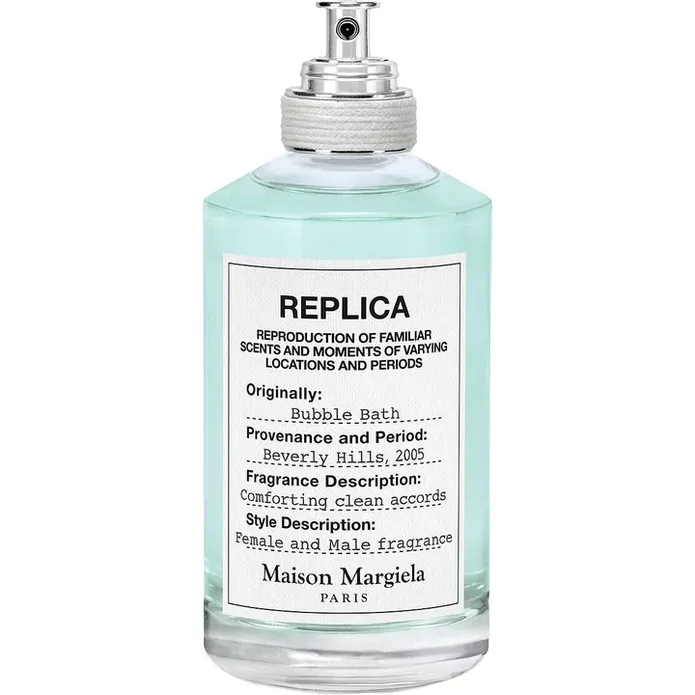 REPLICA
REPRODUCTION OF FAMILIAR
SCENTS AND MOMENTS OF VARYING
LOCATIONS AND PERIODS
Originally:
Bubble Bath
Provenance and Period:
Beverly Hills, 2005
Fragrance Description:
Comforting clean accords
Style Description:
Female and Male fragrance
Maison Margiela
PARIS